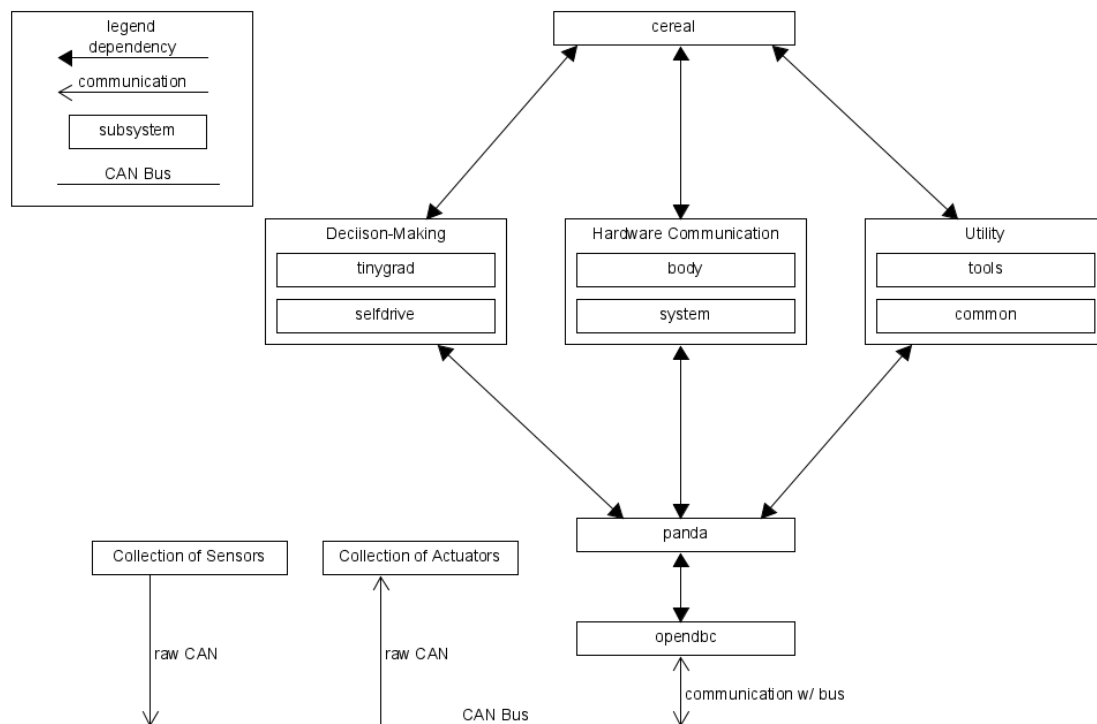 legend
dependency
communication
subsystem
CAN Bus
cereal
Deciison-Making
tinygrad
selfdrive
Hardware Communication
body
system
Utility
tools
common
panda
opendbc
communication w/ bus
Collection of Sensors
raw CAN
Collection of Actuators
raw CAN
CAN Bus